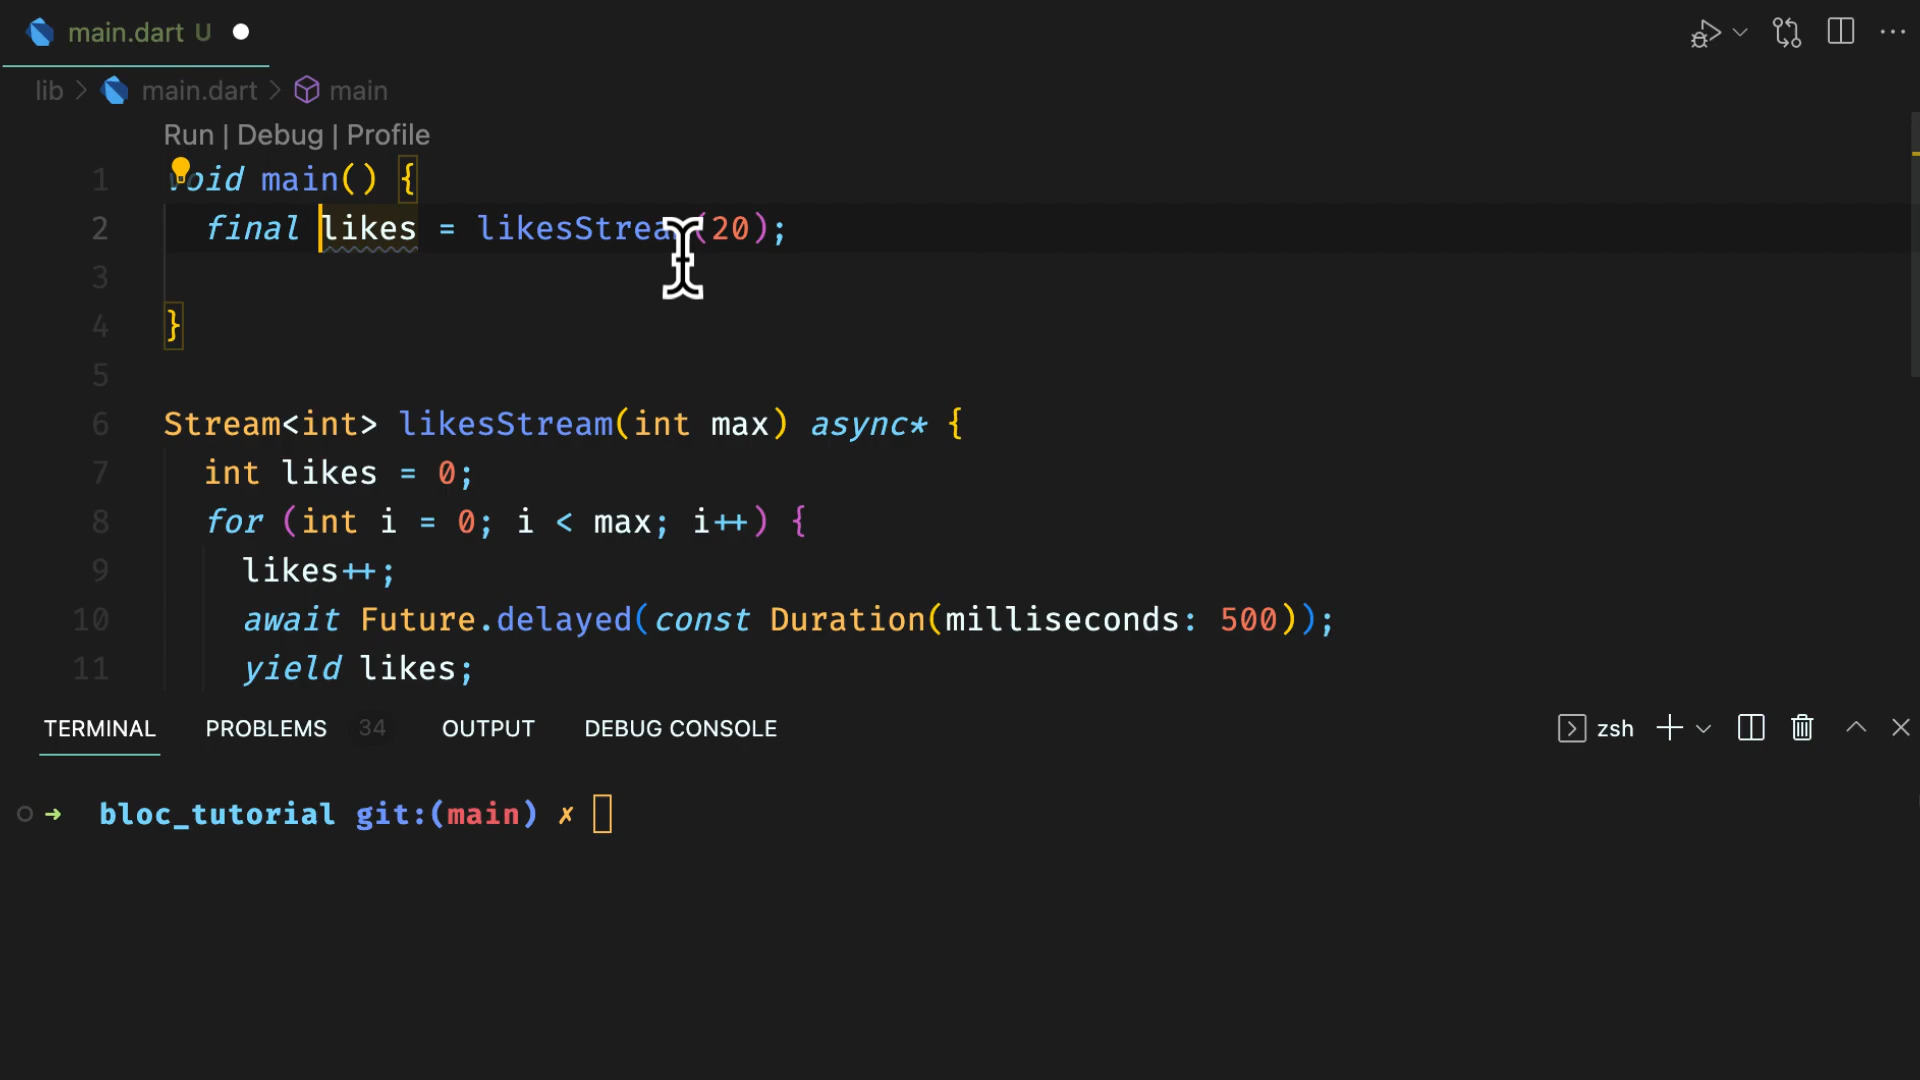 main.dart U
lib > main.dart > main
Run | Debug | Profile
1 void main() {
2 final likes = likesStream(20);
3
4 }
5
6 Stream<int> likesStream(int max) async* {
7 int likes = 0;
8 for (int i = 0; i < max; i++) {
9 likes++;
10 await Future.delayed(const Duration(milliseconds: 500));
11 yield likes;
TERMINAL PROBLEMS 34 OUTPUT DEBUG CONSOLE zsh
→ bloc_tutorial git:(main) ✗